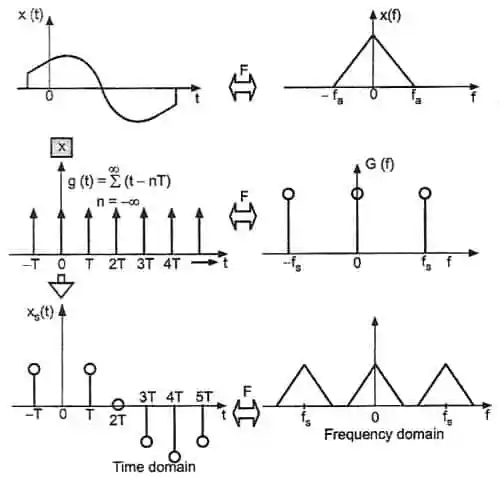 x (t)
x(f)
F
0
t
– fa
0
fa
f
x
g (t) = Σ (t – nT)
∞
n = –∞
F
G (f)
–T 0 T 2T 3T 4T t
–fs 0 fs f
xs(t)
3T 4T 5T
F
–T 0 T 2T t
fs 0 fs f
Time domain
Frequency domain